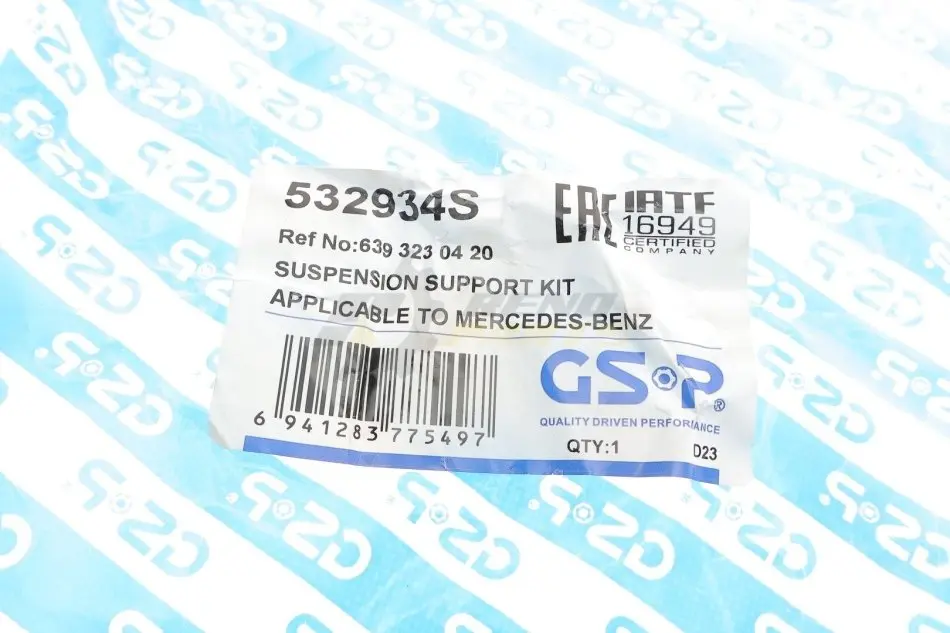 532934S
EAC IATF
16949
CERTIFIED
COMPANY
Ref No:639 323 04 20
SUSPENSION SUPPORT KIT
APPLICABLE TO MERCEDES-BENZ
6 941283 775497
GSP®
QUALITY DRIVEN PERFORMANCE
QTY:1
D23